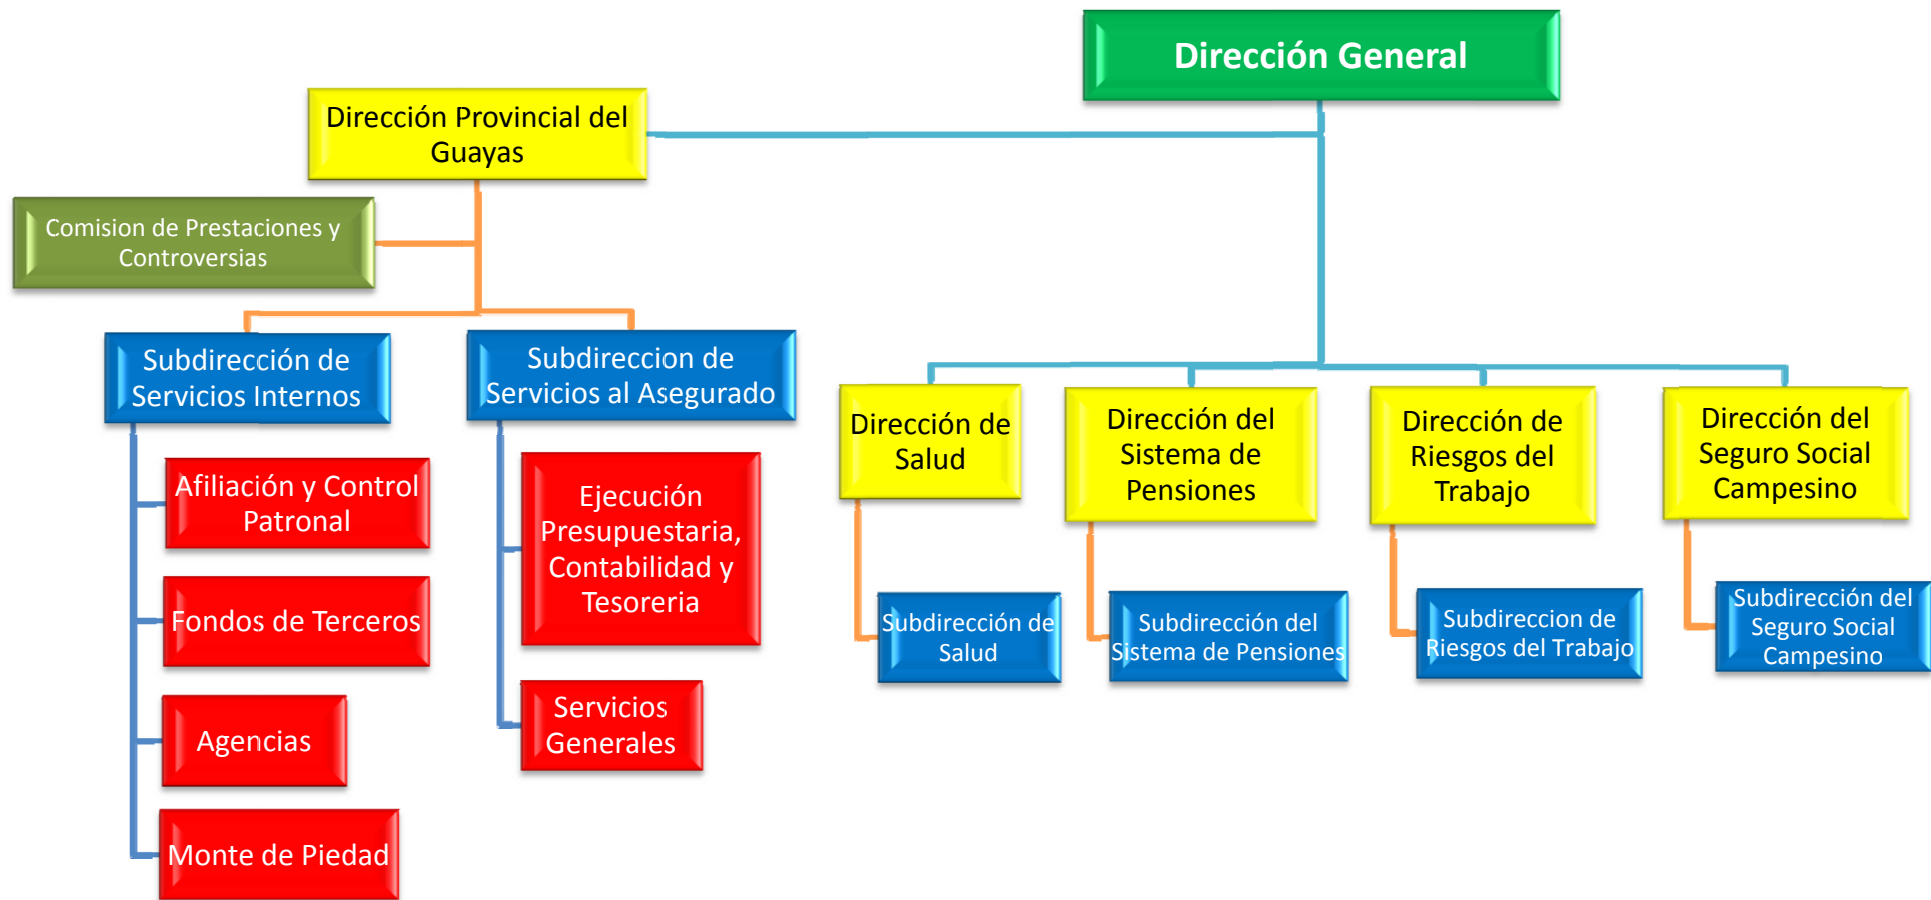 Dirección General
Dirección Provincial del
Guayas
Comision de Prestaciones y
Controversias
Subdirección de
Servicios Internos
Subdireccion de
Servicios al Asegurado
Afiliación y Control
Patronal
Fondos de Terceros
Agencias
Monte de Piedad
Ejecución
Presupuestaria,
Contabilidad y
Tesoreria
Servicios
Generales
Dirección de
Salud
Dirección del
Sistema de
Pensiones
Dirección de
Riesgos del
Trabajo
Dirección del
Seguro Social
Campesino
Subdirección de
Salud
Subdirección del
Sistema de Pensiones
Subdireccion de
Riesgos del Trabajo
Subdirección del
Seguro Social
Campesino